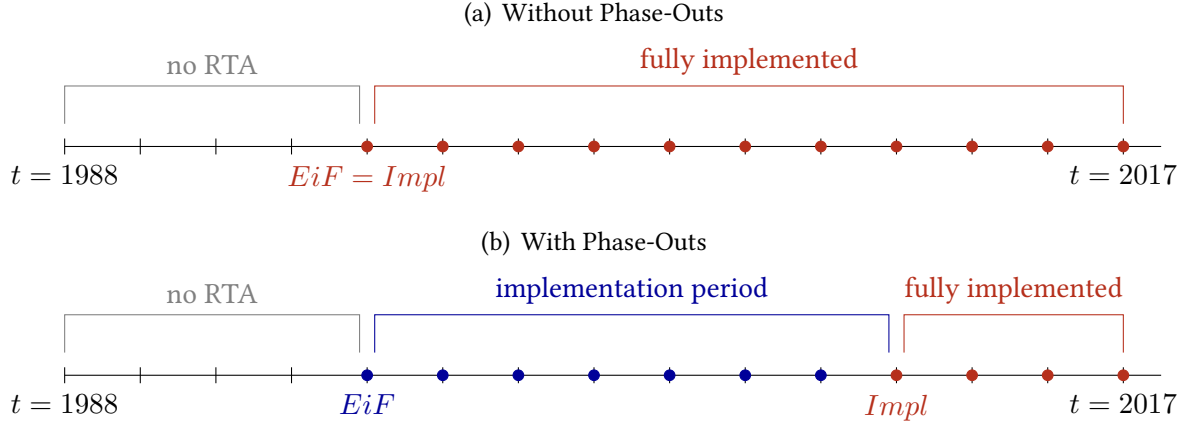 (a) Without Phase-Outs
no RTA
fully implemented
t = 1988
EiF = Impl
t = 2017
(b) With Phase-Outs
no RTA
implementation period
fully implemented
t = 1988
EiF
Impl
t = 2017